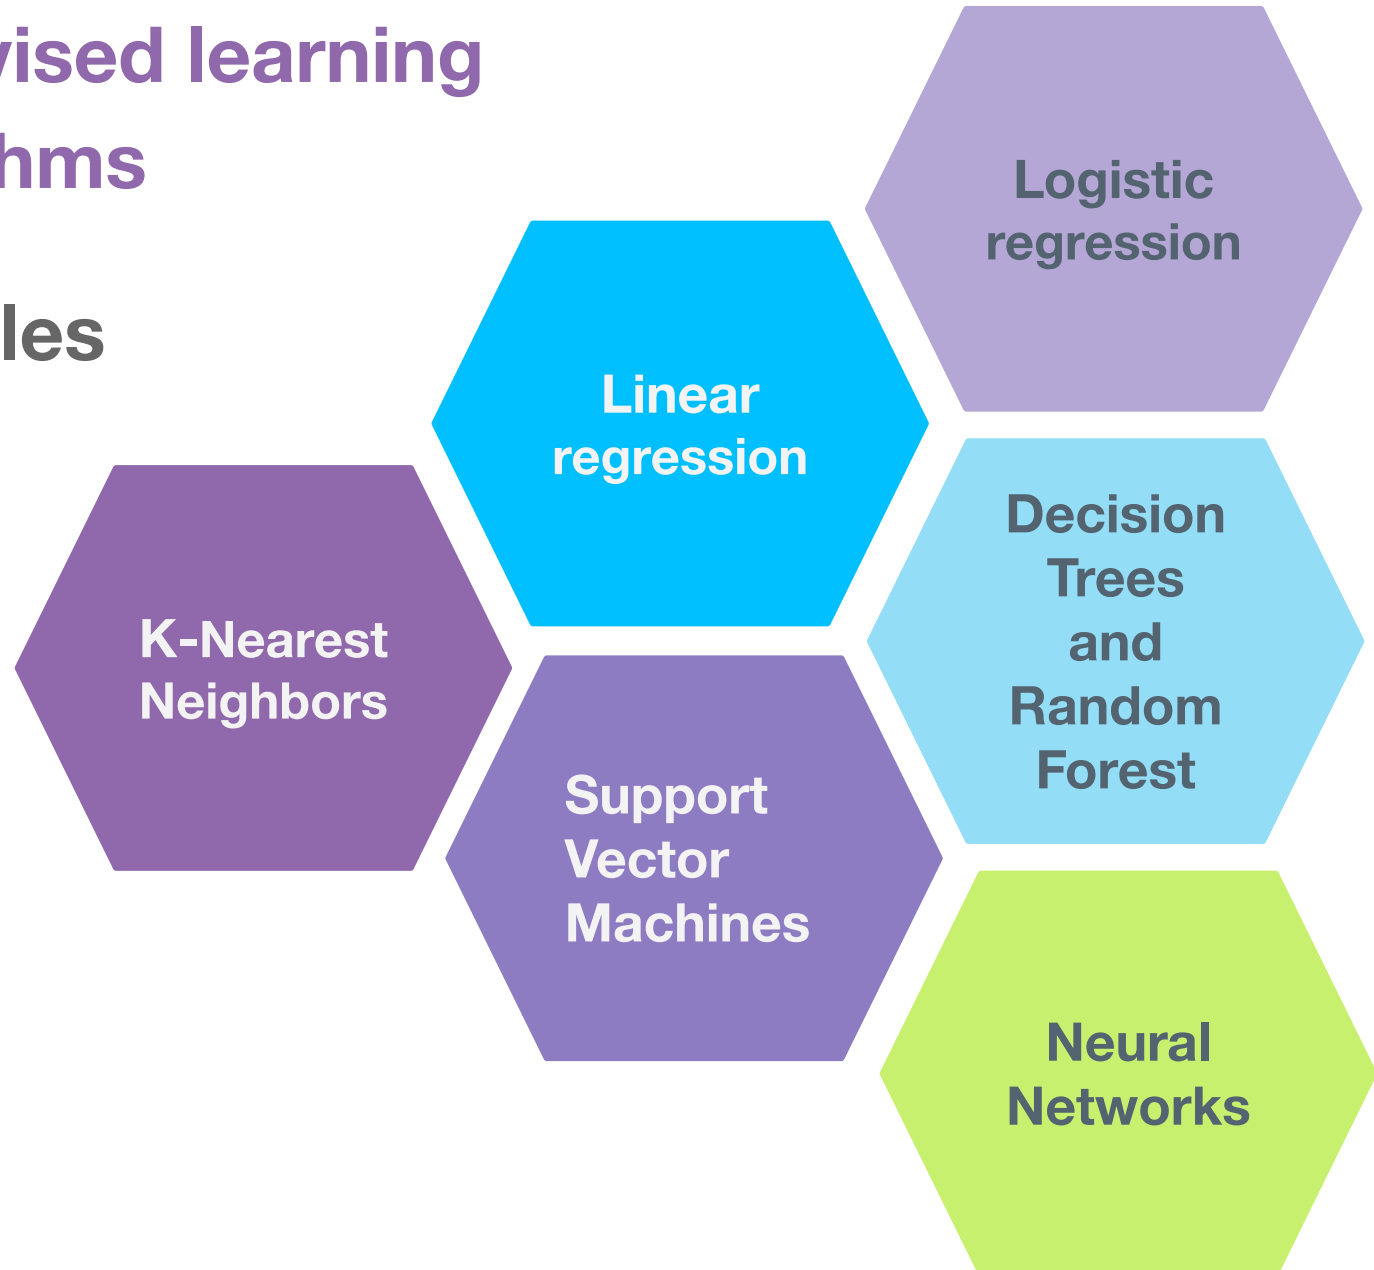 vised learning
hms
les
Logistic
regression
Linear
regression
Decision
Trees
and
Random
Forest
K-Nearest
Neighbors
Support
Vector
Machines
Neural
Networks